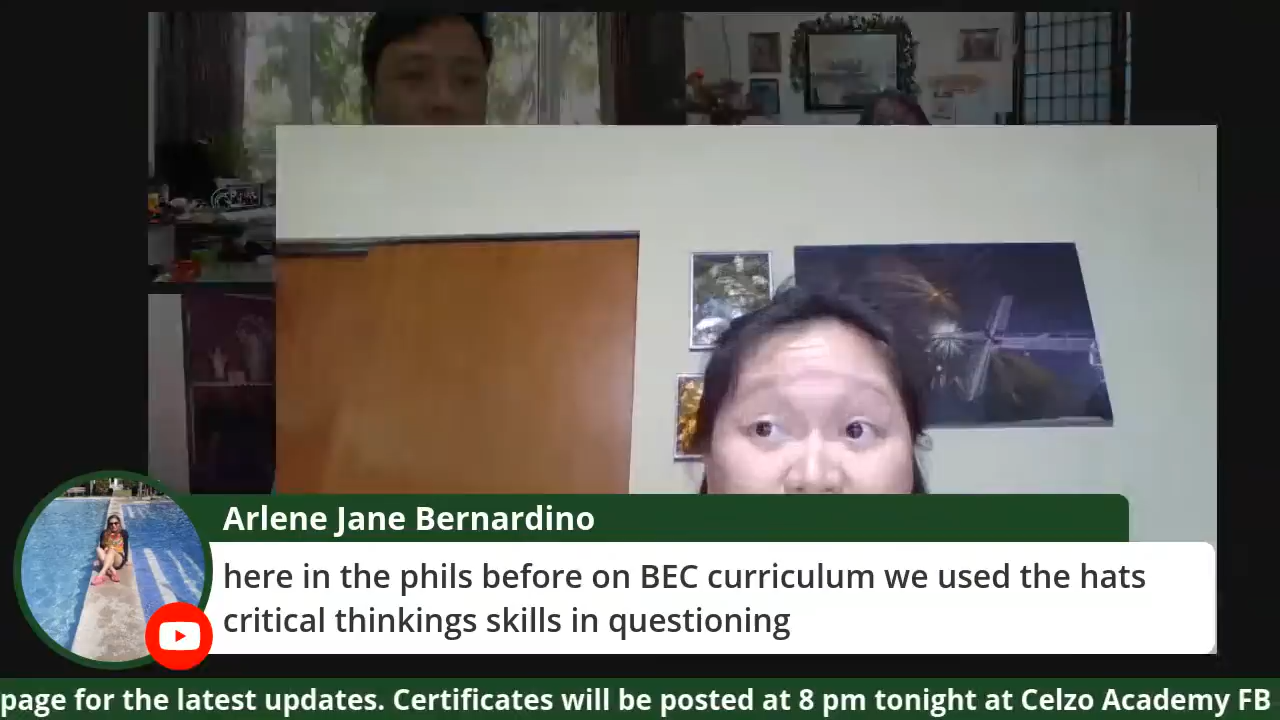 Arlene Jane Bernardino
here in the phils before on BEC curriculum we used the hats
critical thinkings skills in questioning
page for the latest updates. Certificates will be posted at 8 pm tonight at Celzo Academy FB